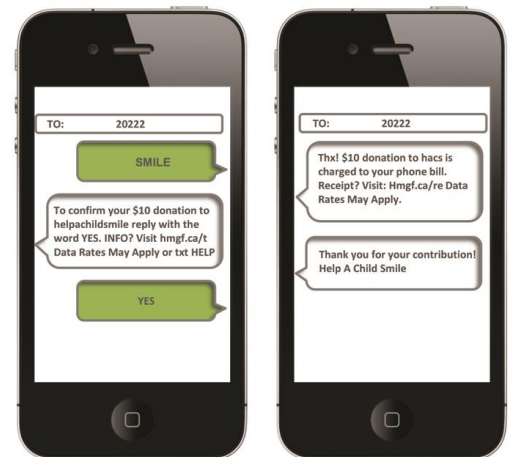 TO: 20222
SMILE
To confirm your $10 donation to
helpachildsmile reply with the
word YES. INFO? Visit hmgf.ca/t
Data Rates May Apply or txt HELP
YES
TO: 20222
Thx! $10 donation to hacs is
charged to your phone bill.
Receipt? Visit: Hmgf.ca/re Data
Rates May Apply.
Thank you for your contribution!
Help A Child Smile